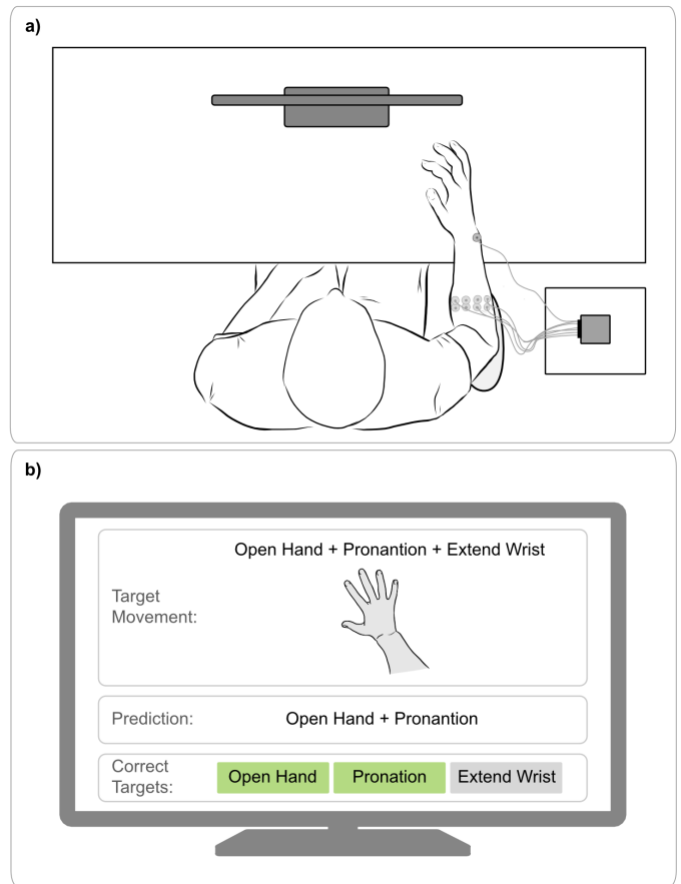 a)
b)
Open Hand + Pronantion + Extend Wrist
Target
Movement:
Prediction:
Open Hand + Pronantion
Correct
Targets:
Open Hand
Pronation
Extend Wrist